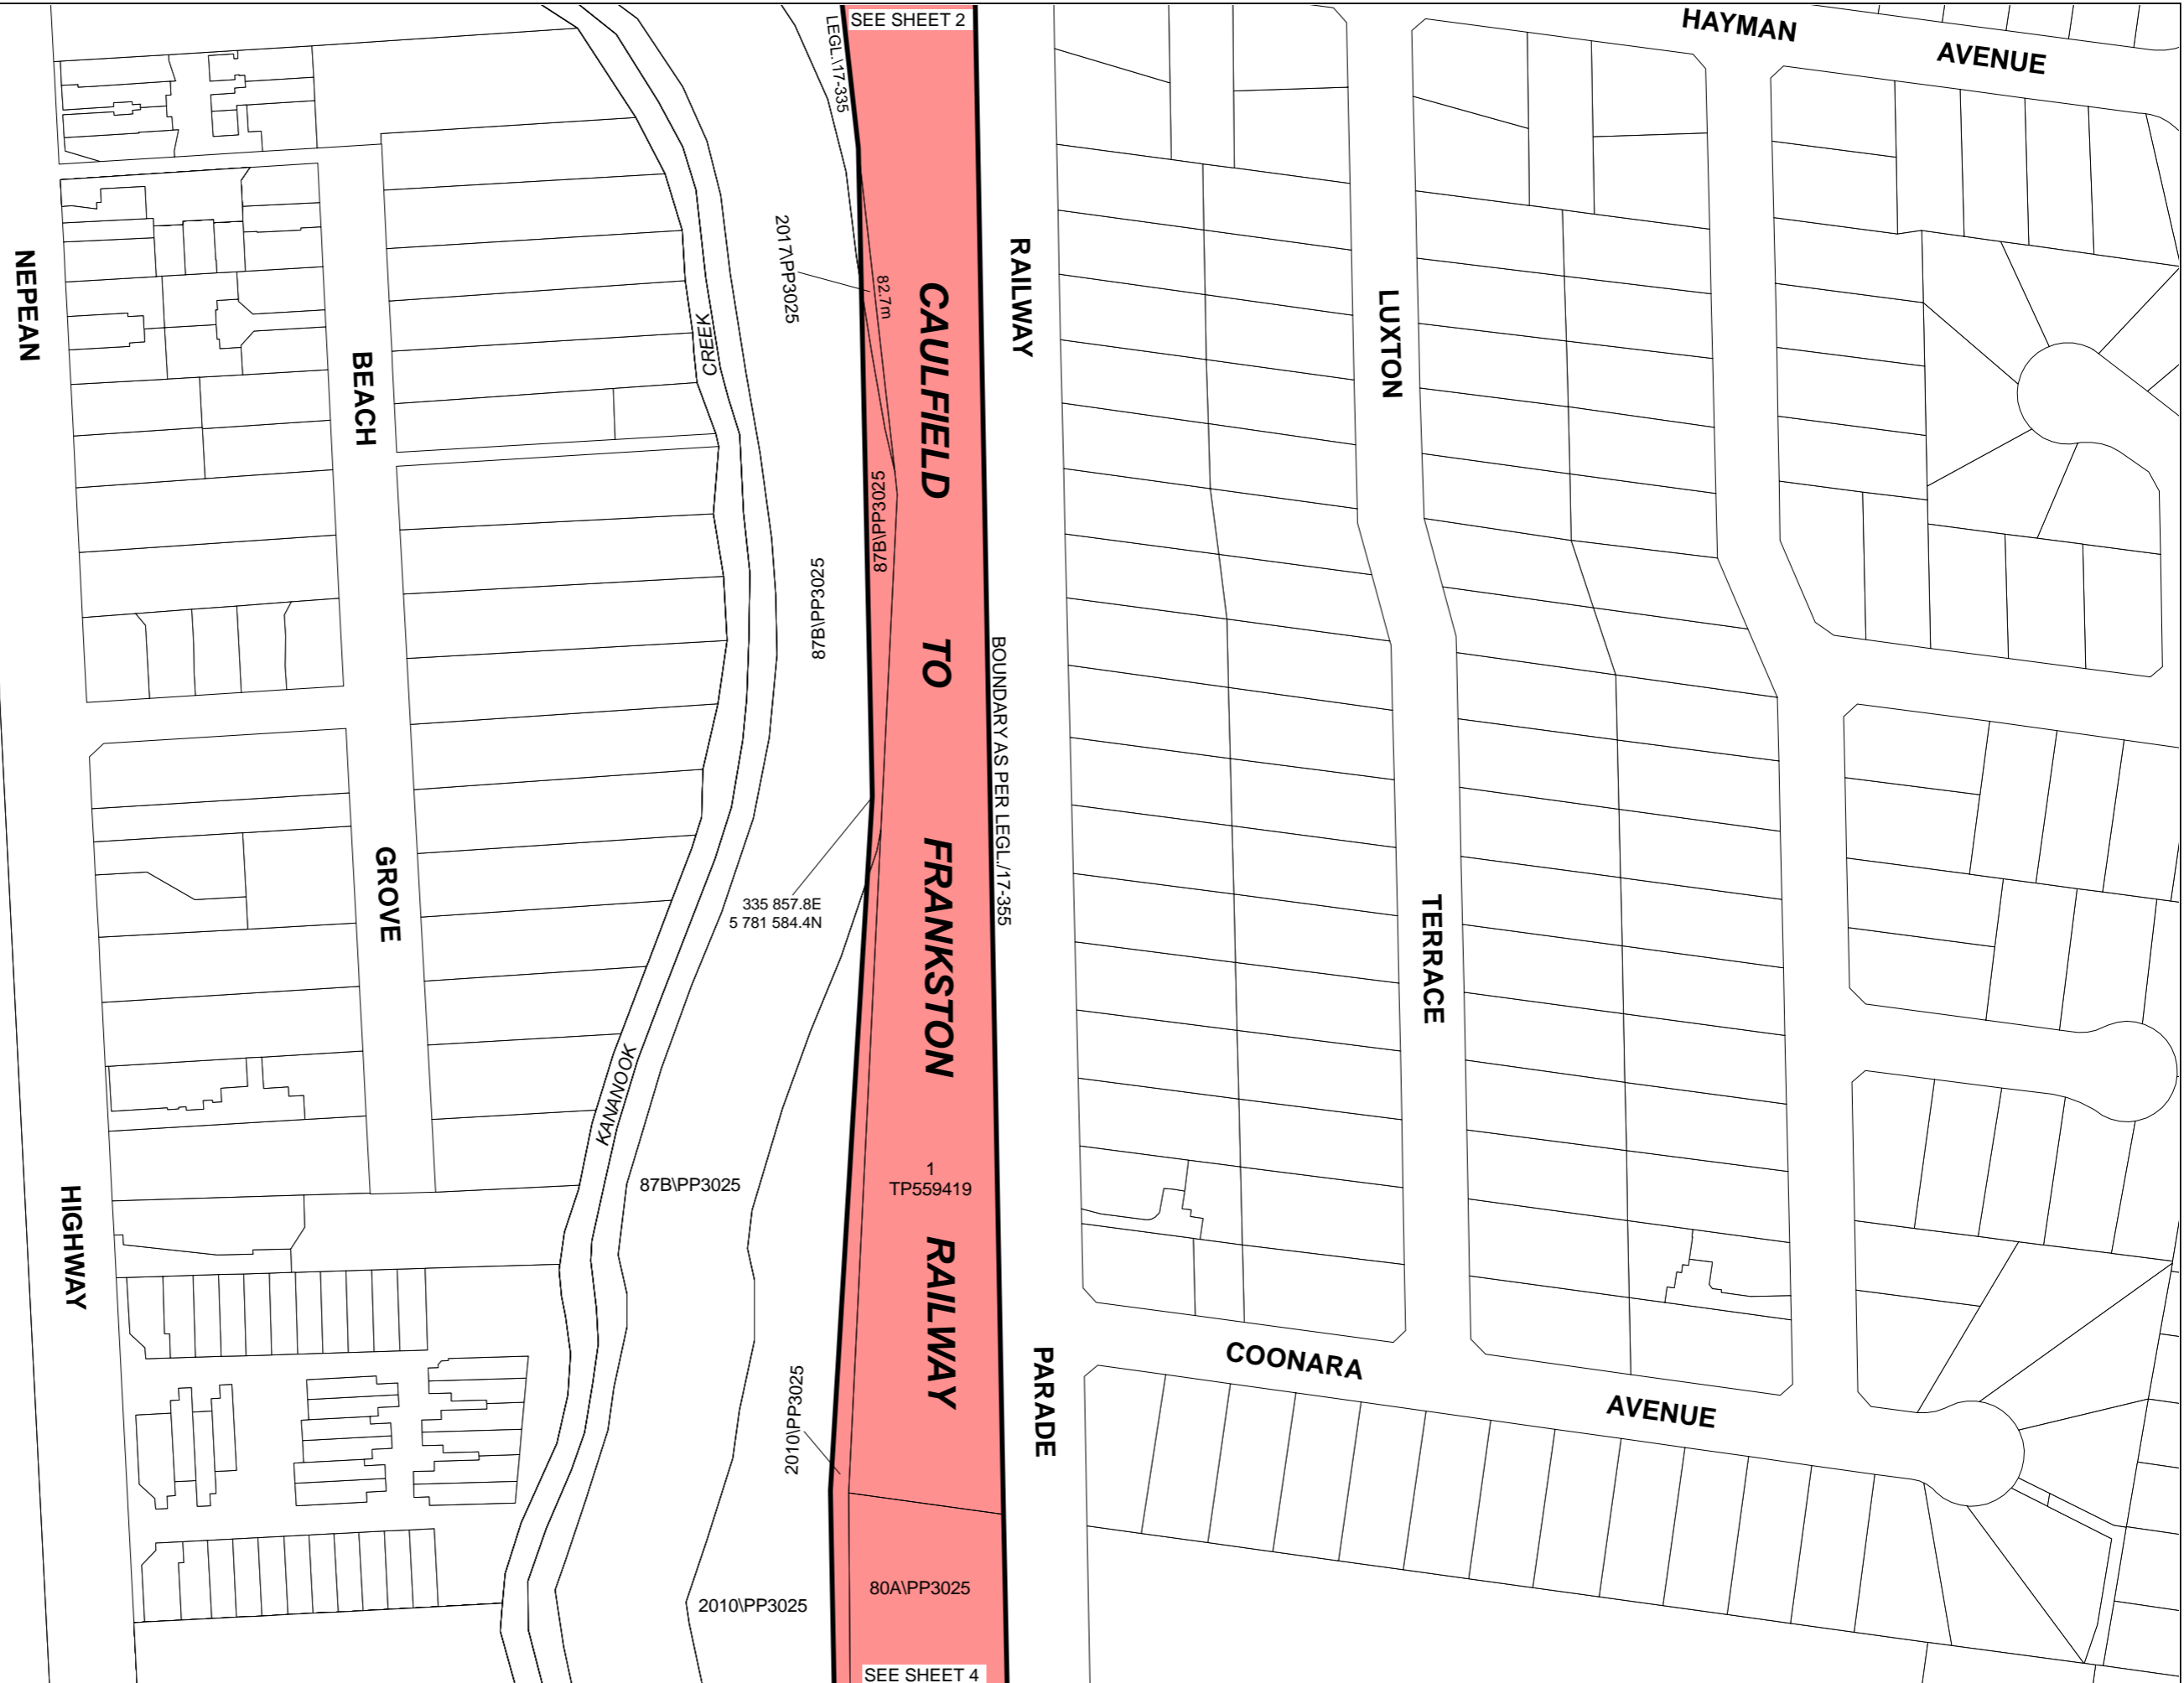 SEE SHEET 2
HAYMAN
AVENUE
LEGL.\17-335
NEPEAN
BEACH
CREEK
2017\PP3025
82.7m
CAULFIELD
RAILWAY
LUXTON
87B\PP3025
87B\PP3025
TO
BOUNDARY AS PER LEGL./17-355
335 857.8E
5 781 584.4N
GROVE
FRANKSTON
TERRACE
KANANOOK
87B\PP3025
1
TP559419
HIGHWAY
RAILWAY
PARADE
COONARA
AVENUE
2010\PP3025
80A\PP3025
2010\PP3025
SEE SHEET 4